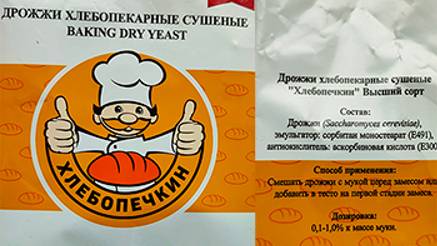 ДРОЖЖИ ХЛЕБОПЕКАРНЫЕ СУШЕНЫЕ
BAKING DRY YEAST
ХЛЕБОПЕЧКИН
Дрожжи хлебопекарные сушеные
"Хлебопечкин" Высший сорт
Состав:
Дрожжи (Saccharomyces cerevisiae),
эмульгатор: сорбитан моностеарат (Е491),
антиокислитель: аскорбиновая кислота (Е300
Способ применения:
Смешать дрожжи с мукой перед замесом или
добавить в тесто на первой стадии замеса.
Дозировка:
0,1-1,0% к массе муки.